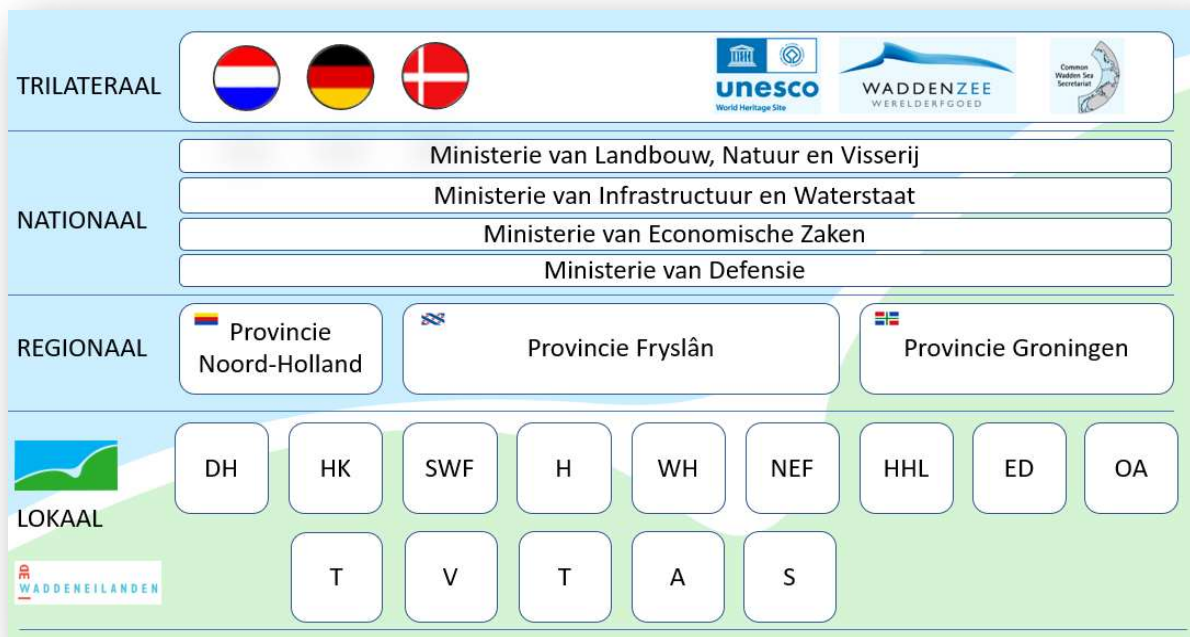 TRILATERAAL
unesco
World Heritage Site
WADDENZEE
WERELDERFGOED
Common
Wadden Sea
Secretariat
NATIONAAL
Ministerie van Landbouw, Natuur en Visserij
Ministerie van Infrastructuur en Waterstaat
Ministerie van Economische Zaken
Ministerie van Defensie
REGIONAAL
Provincie
Noord-Holland
Provincie Fryslân
Provincie Groningen
LOKAAL
DH HK SWF H WH NEF HHL ED OA
DE
WADDENEILANDEN
T V T A S